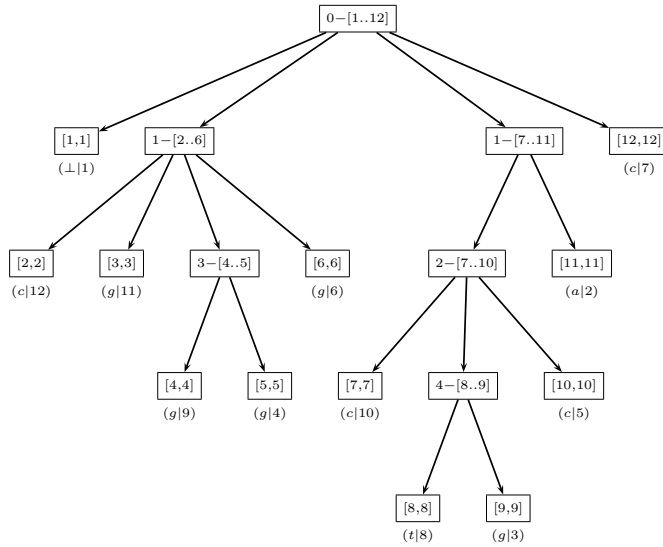 0−[1..12]
[1,1] 1−[2..6] 1−[7..11] [12,12]
(⊥|1) (c|7)
[2,2] [3,3] 3−[4..5] [6,6] 2−[7..10] [11,11]
(c|12) (g|11) (g|6) (a|2)
[4,4] [5,5] [7,7] 4−[8..9] [10,10]
(g|9) (g|4) (c|10) (c|5)
[8,8] [9,9]
(t|8) (g|3)